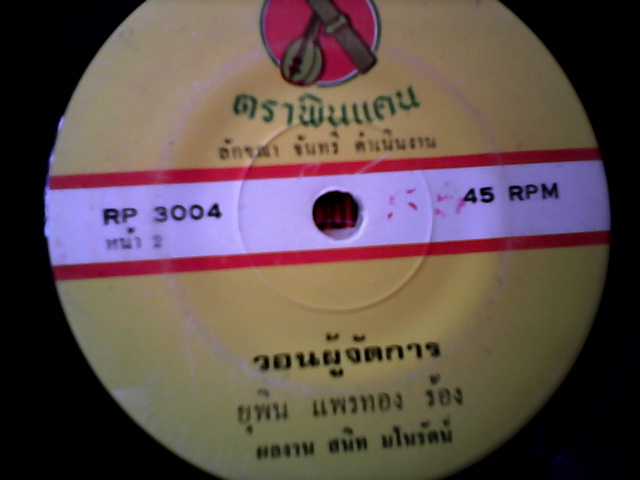 ตราพินแคน
ลักขณา จันทร์ ดำเนินงาน
RP 3004
45 RPM
หน้า 2
วอนผู้จัดการ
ยุพิน แพรทอง ร้อง
ผลงาน สนิท มโนรัตน์